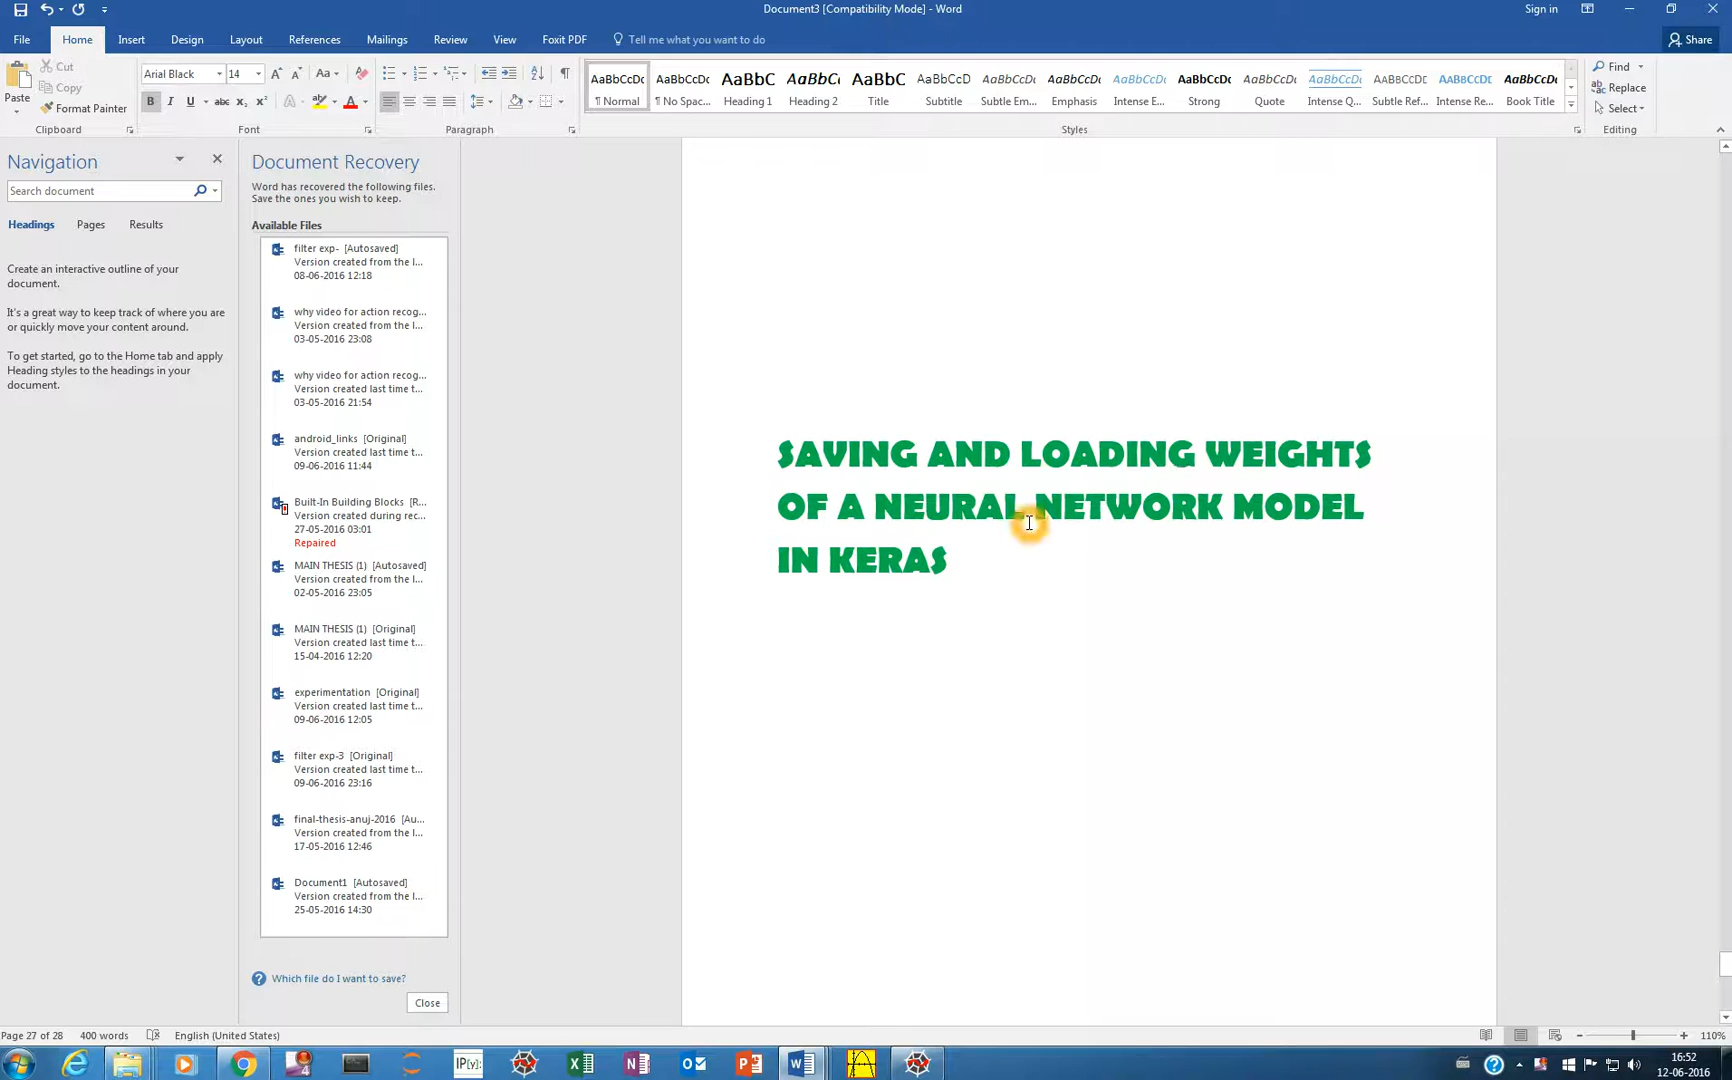 Document3 [Compatibility Mode] - Word
Sign in
File Home Insert Design Layout References Mailings Review View Foxit PDF Tell me what you want to do
Share
Paste
Cut
Copy
Format Painter
Clipboard
Arial Black 14
Font
Paragraph
AaBbCcDc AaBbCcDc AaBbC AaBbCc AaBbC AaBbCcD AaBbCcDc AaBbCcDc AaBbCcDc AaBbCcDc AaBbCcDc AaBbCcDc AABBCCDC AABBCCDC AaBbCcDc
¶ Normal ¶ No Spac... Heading 1 Heading 2 Title Subtitle Subtle Em... Emphasis Intense E... Strong Quote Intense Q... Subtle Ref... Intense Re... Book Title
Styles
Find
Replace
Select
Editing
Navigation
Search document
Headings Pages Results
Create an interactive outline of your
document.
It's a great way to keep track of where you are
or quickly move your content around.
To get started, go to the Home tab and apply
Heading styles to the headings in your
document.
Document Recovery
Word has recovered the following files.
Save the ones you wish to keep.
Available Files
filter exp- [Autosaved]
Version created from the l...
08-06-2016 12:18
why video for action recog...
Version created from the l...
03-05-2016 23:08
why video for action recog...
Version created last time t...
03-05-2016 21:54
android_links [Original]
Version created last time t...
09-06-2016 11:44
Built-In Building Blocks [R...
Version created during rec...
27-05-2016 03:01
Repaired
MAIN THESIS (1) [Autosaved]
Version created from the l...
02-05-2016 23:05
MAIN THESIS (1) [Original]
Version created last time t...
15-04-2016 12:20
experimentation [Original]
Version created last time t...
09-06-2016 12:05
filter exp-3 [Original]
Version created last time t...
09-06-2016 23:16
final-thesis-anuj-2016 [Au...
Version created from the l...
17-05-2016 12:46
Document1 [Autosaved]
Version created from the l...
25-05-2016 14:30
Which file do I want to save?
Close
SAVING AND LOADING WEIGHTS
OF A NEURAL NETWORK MODEL
IN KERAS
Page 27 of 28 400 words English (United States)
110%
IP[y]:
16:52
12-06-2016